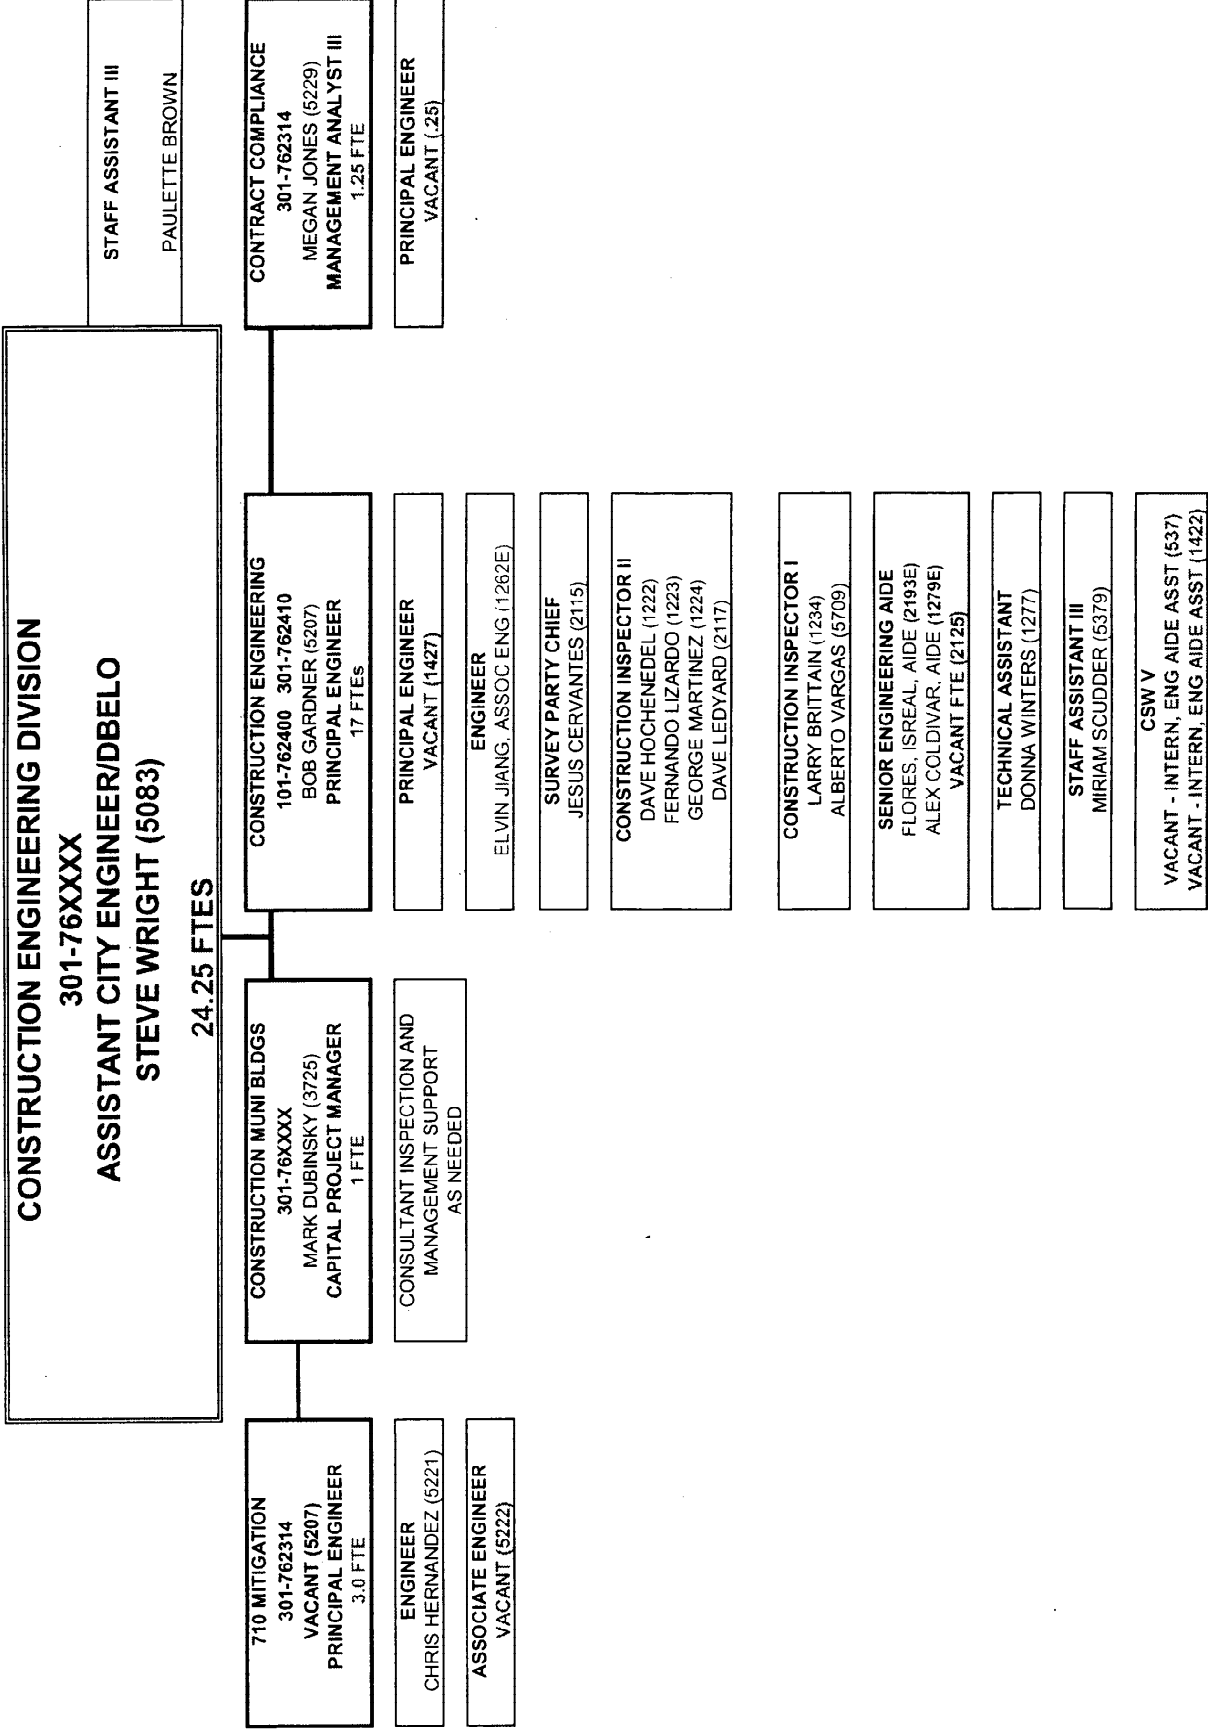 CONSTRUCTION ENGINEERING DIVISION
301-76XXXX
ASSISTANT CITY ENGINEER/DBELO
STEVE WRIGHT (5083)
24.25 FTES
STAFF ASSISTANT III
PAULETTE BROWN
710 MITIGATION
301-762314
VACANT (5207)
PRINCIPAL ENGINEER
3.0 FTE
ENGINEER
CHRIS HERNANDEZ (5221)
ASSOCIATE ENGINEER
VACANT (5222)
CONSTRUCTION MUNI BLDGS
301-76XXXX
MARK DUBINSKY (3725)
CAPITAL PROJECT MANAGER
1 FTE
CONSULTANT INSPECTION AND
MANAGEMENT SUPPORT
AS NEEDED
CONSTRUCTION ENGINEERING
101-762400 301-762410
BOB GARDNER (5207)
PRINCIPAL ENGINEER
17 FTEs
PRINCIPAL ENGINEER
VACANT (1427)
ENGINEER
ELVIN JIANG, ASSOC ENG (1262E)
SURVEY PARTY CHIEF
JESUS CERVANTES (2115)
CONSTRUCTION INSPECTOR II
DAVE HOCHENEDEL (1222)
FERNANDO LIZARDO (1223)
GEORGE MARTINEZ (1224)
DAVE LEDYARD (2117)
CONSTRUCTION INSPECTOR I
LARRY BRITTAIN (1234)
ALBERTO VARGAS (5709)
SENIOR ENGINEERING AIDE
FLORES, ISREAL, AIDE (2193E)
ALEX COLDIVAR, AIDE (1279E)
VACANT FTE (2125)
TECHNICAL ASSISTANT
DONNA WINTERS (1277)
STAFF ASSISTANT III
MIRIAM SCUDDER (5379)
CSW V
VACANT - INTERN, ENG AIDE ASST (537)
VACANT - INTERN, ENG AIDE ASST (1422)
CONTRACT COMPLIANCE
301-762314
MEGAN JONES (5229)
MANAGEMENT ANALYST III
1.25 FTE
PRINCIPAL ENGINEER
VACANT (.25)